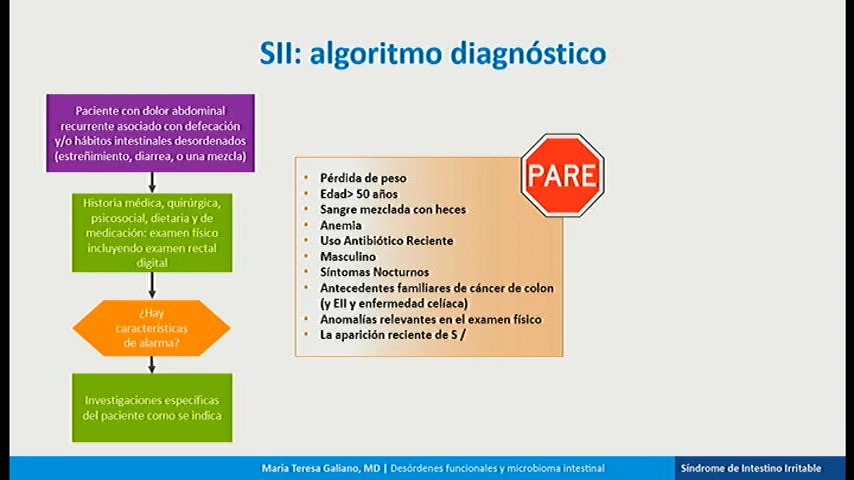 SII: algoritmo diagnóstico
Paciente con dolor abdominal
recurrente asociado con defecación
y/o hábitos intestinales desordenados
(estreñimiento, diarrea, o una mezcla)
Historia médica, quirúrgica,
psicosocial, dietaria y de
medicación: examen físico
incluyendo examen rectal
digital
¿Hay
características
de alarma?
Investigaciones específicas
del paciente como se indica
PARE
• Pérdida de peso
• Edad> 50 años
• Sangre mezclada con heces
• Anemia
• Uso Antibiótico Reciente
• Masculino
• Síntomas Nocturnos
• Antecedentes familiares de cáncer de colon
(y EII y enfermedad celíaca)
• Anomalías relevantes en el examen físico
• La aparición reciente de S /
María Teresa Galiano, MD | Desórdenes funcionales y microbioma intestinal
Síndrome de Intestino Irritable